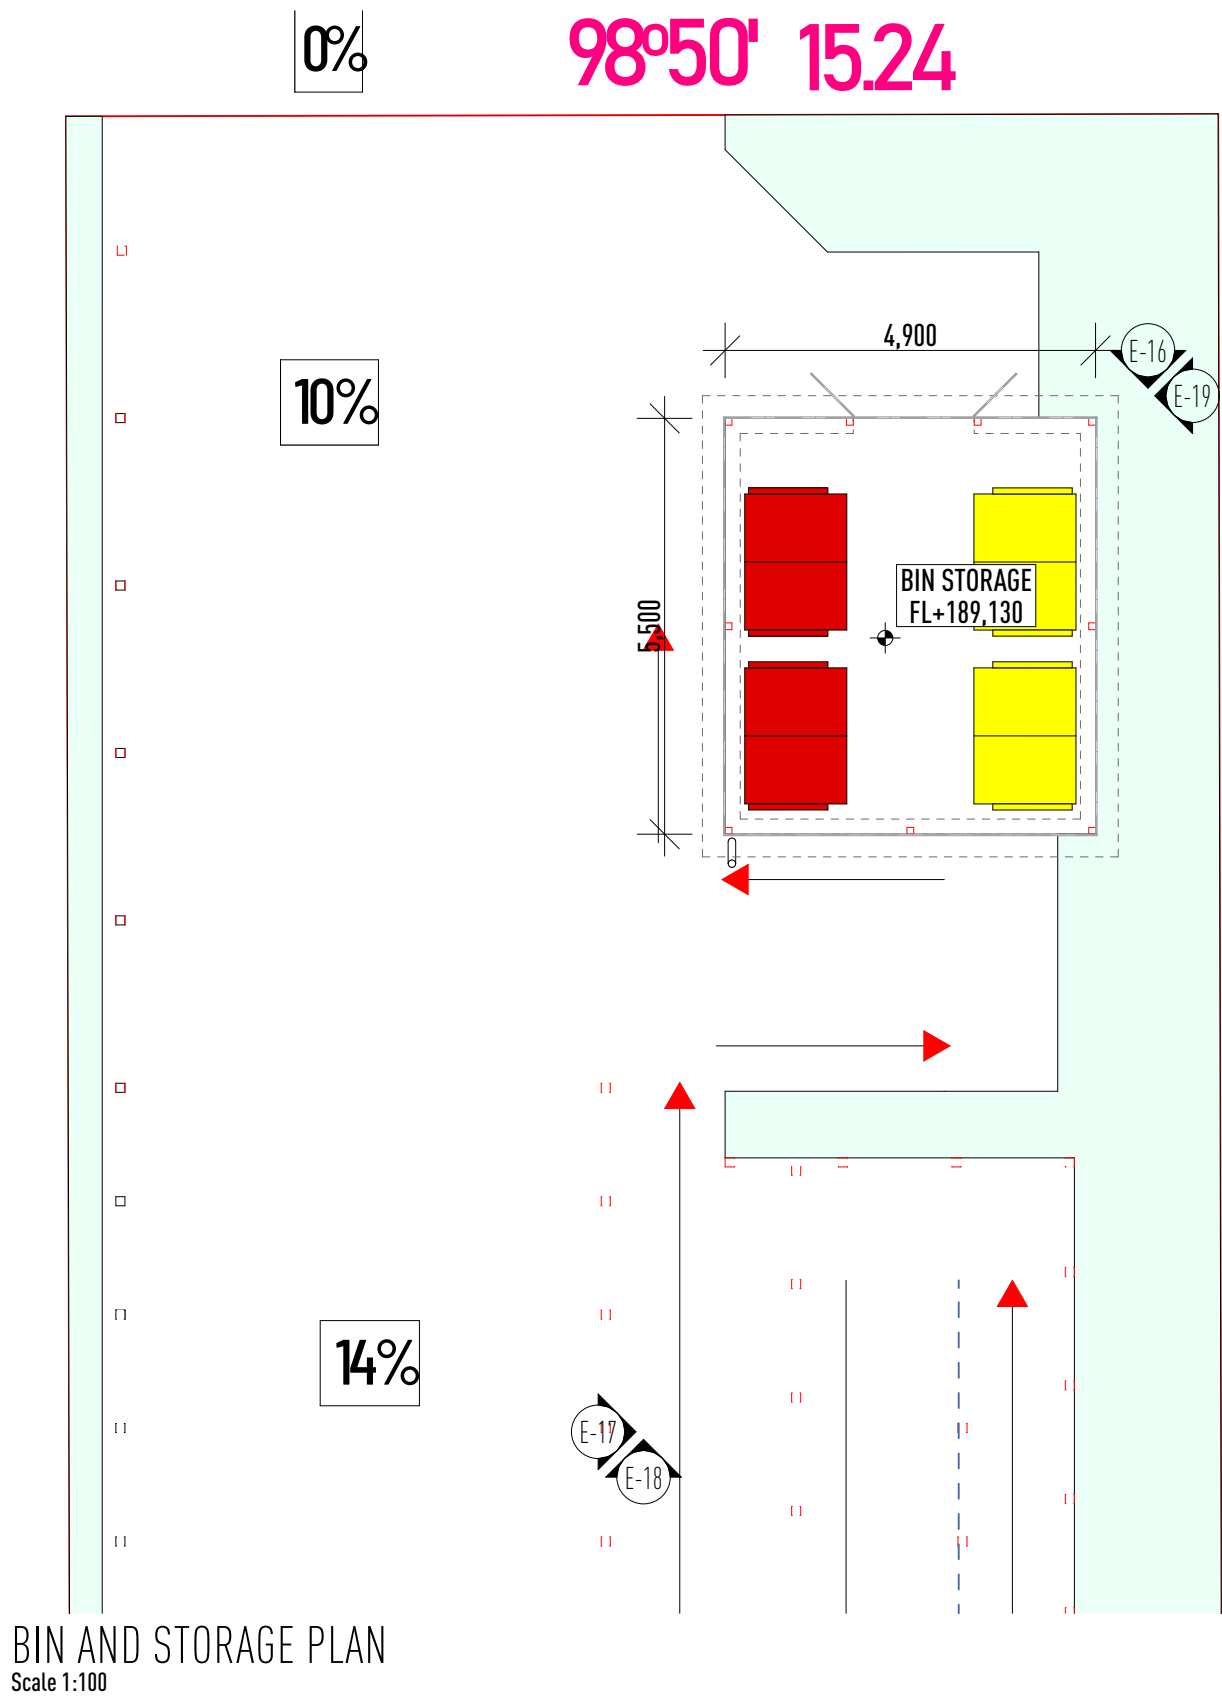 0%
98°50' 15.24
4,900
E-16
E-19
10%
5,500
BIN STORAGE
FL+189,130
14%
E-17
E-18
BIN AND STORAGE PLAN
Scale 1:100